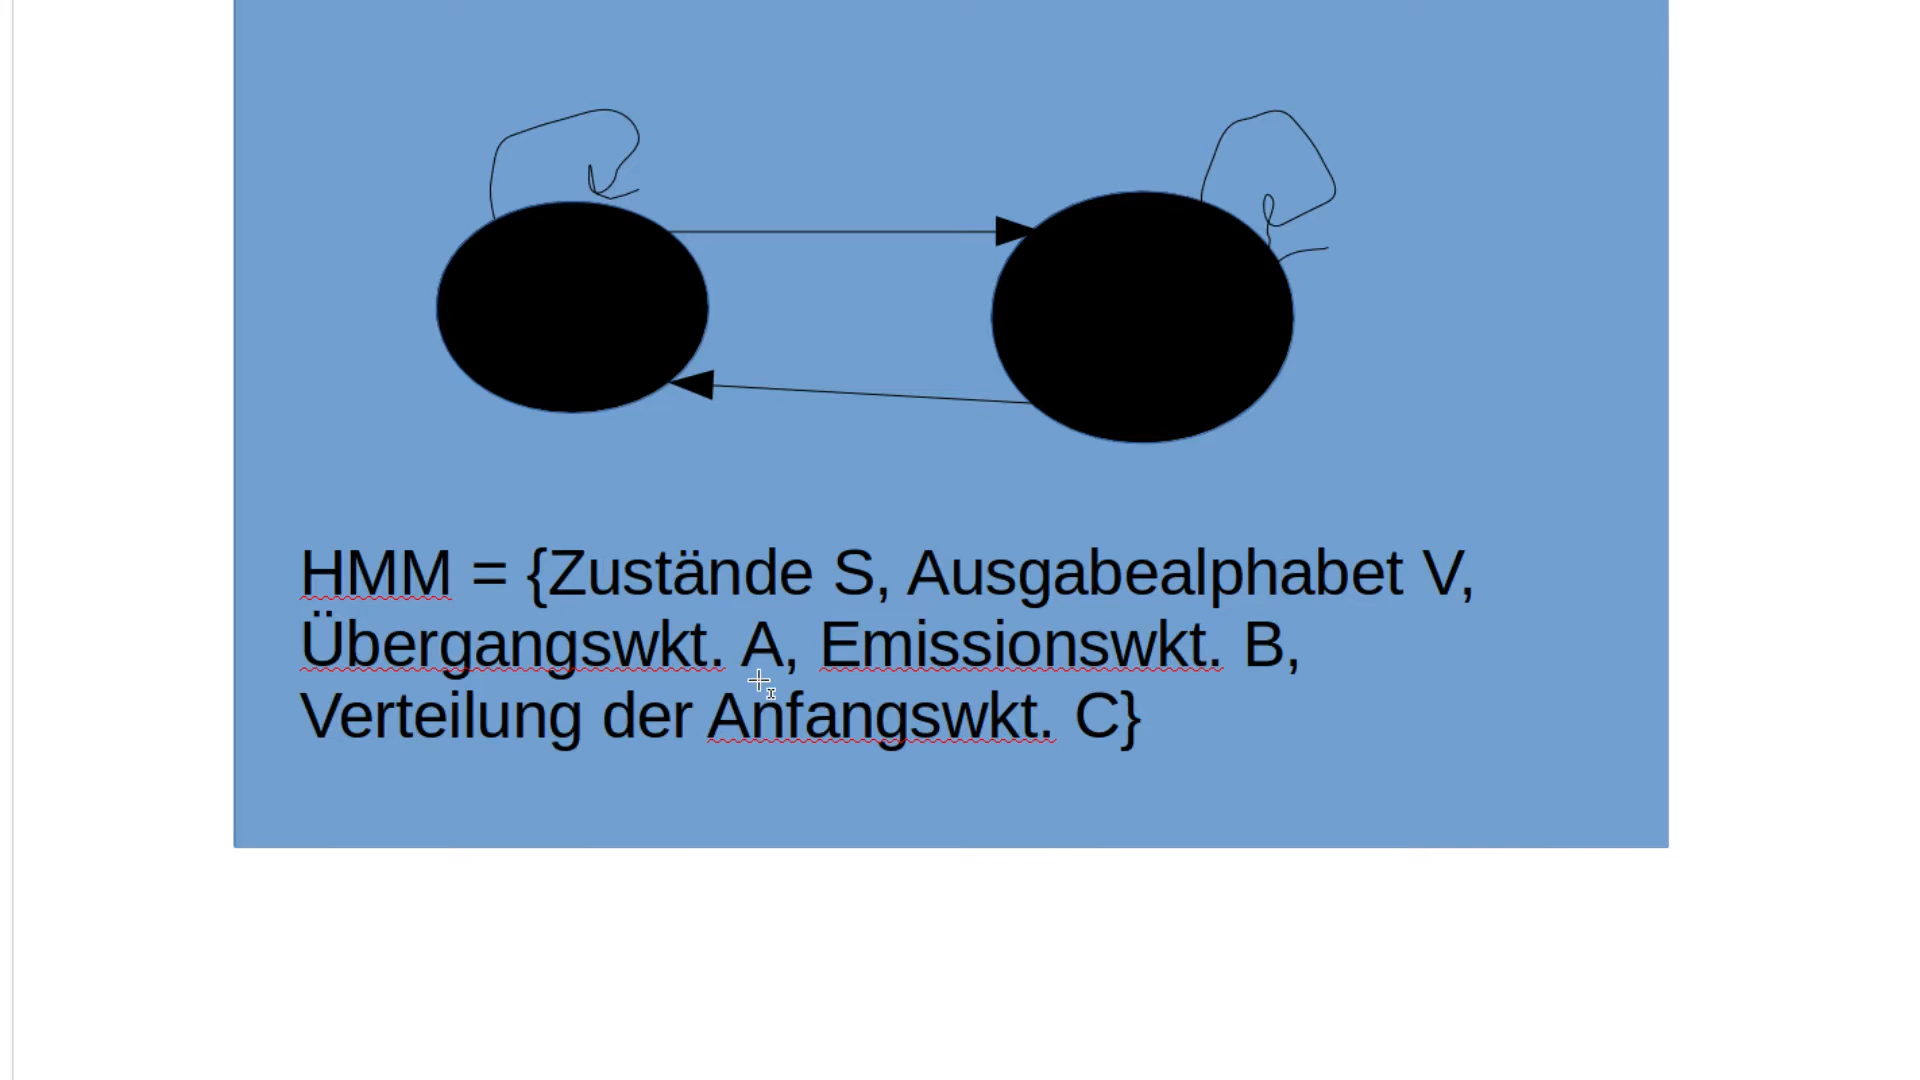 HMM = {Zustände S, Ausgabealphabet V,
Übergangswkt. A, Emissionswkt. B,
Verteilung der Anfangswkt. C}